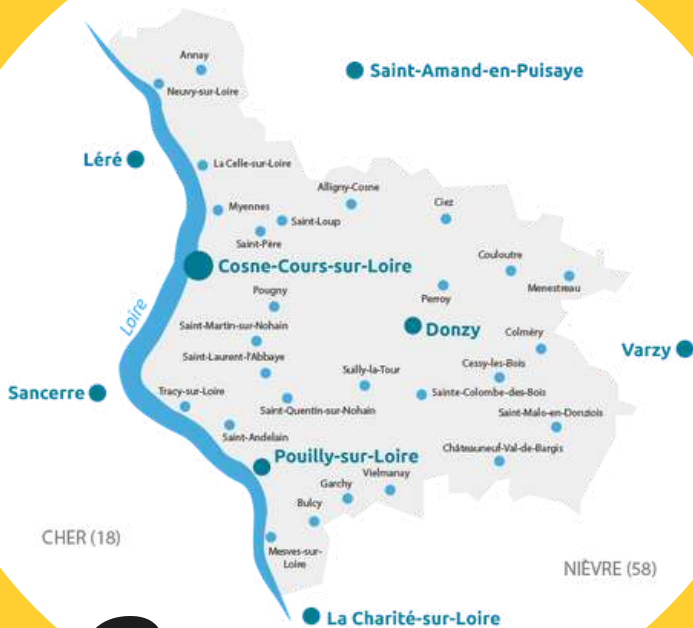 Annay
Saint-Amand-en-Puisaye
Neuvy-sur-Loire
Léré
La Celle-sur-Loire
Alligny-Cosne
Myennes
Ciez
Saint-Loup
Saint-Père
Couloutre
Cosne-Cours-sur-Loire
Menestreau
Pougny
Perroy
Loire
Saint-Martin-sur-Nohain
Donzy
Colméry
Varzy
Saint-Laurent-l'Abbaye
Suilly-la-Tour
Cessy-les-Bois
Sancerre
Tracy-sur-Loire
Sainte-Colombe-des-Bois
Saint-Quentin-sur-Nohain
Saint-Malo-en-Donziois
Saint-Andelain
Châteauneuf-Val-de-Bargis
Pouilly-sur-Loire
Vielmanay
Garchy
Bulcy
CHER (18)
Mesves-sur-
Loire
NIÈVRE (58)
La Charité-sur-Loire